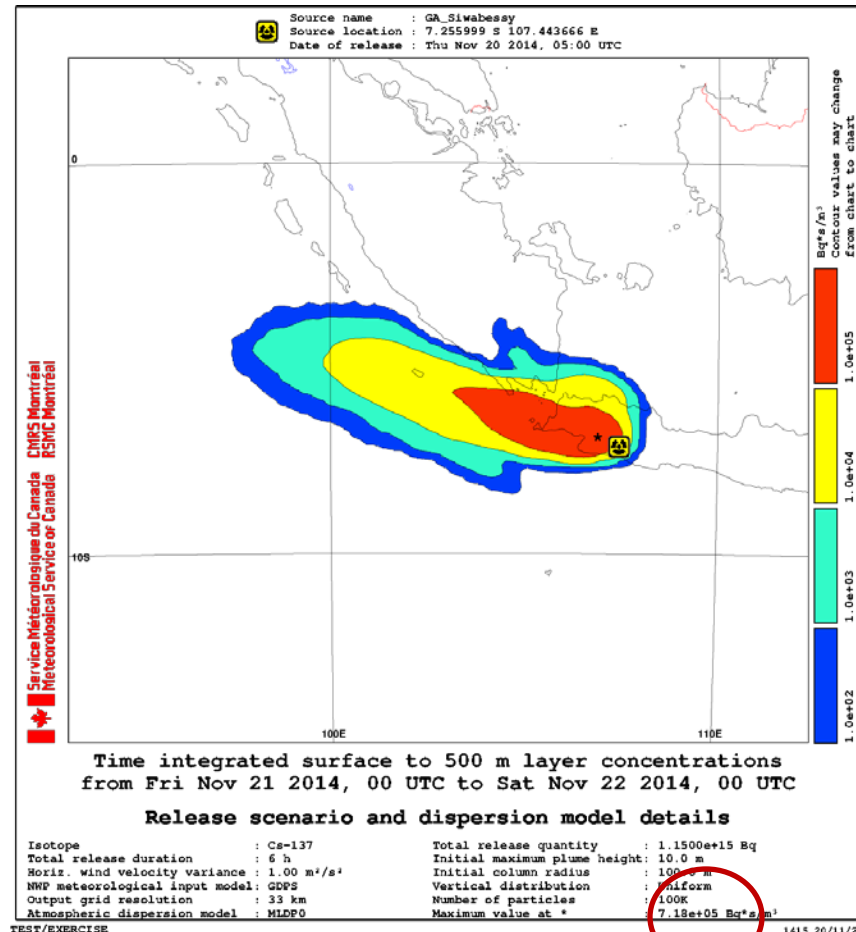 Source name : GA_Siwabessy
Source location : 7.255999 S 107.443666 E
Date of release : Thu Nov 20 2014, 05:00 UTC
0
10S
100E
110E
Bq*s/m³
Contour values may change
from chart to chart
1.0e+05
1.0e+04
1.0e+03
1.0e+02
Service Météorologique du Canada CMRS Montréal
Meteorological Service of Canada RSMC Montréal
*
Time integrated surface to 500 m layer concentrations
from Fri Nov 21 2014, 00 UTC to Sat Nov 22 2014, 00 UTC
Release scenario and dispersion model details
Isotope : Cs-137
Total release duration : 6 h
Horiz. wind velocity variance : 1.00 m²/s²
NWP meteorological input model: GDPS
Output grid resolution : 33 km
Atmospheric dispersion model : MLDP0
Total release quantity : 1.1500e+15 Bq
Initial maximum plume height: 10.0 m
Initial column radius : 100.0 m
Vertical distribution : Uniform
Number of particles : 100K
Maximum value at * : 7.18e+05 Bq*s/m³
TEST/EXERCISE
1415 20/11/2